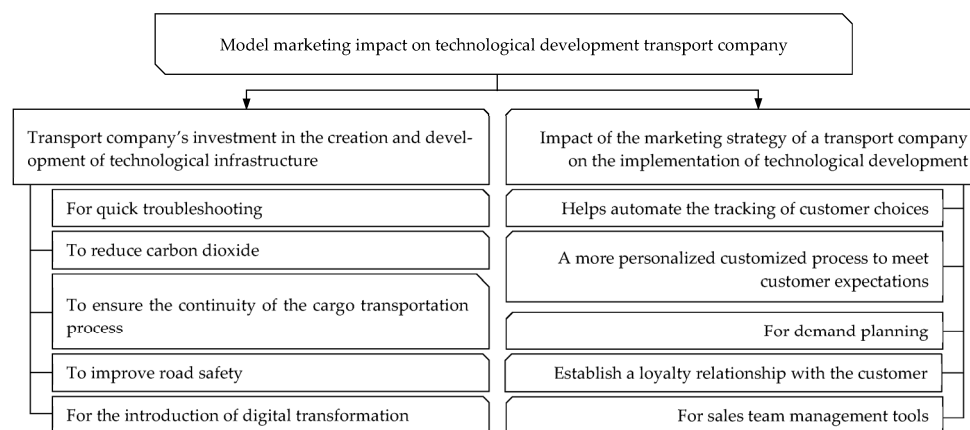 Model marketing impact on technological development transport company
Transport company's investment in the creation and devel-
opment of technological infrastructure
For quick troubleshooting
To reduce carbon dioxide
To ensure the continuity of the cargo transportation
process
To improve road safety
For the introduction of digital transformation
Impact of the marketing strategy of a transport company
on the implementation of technological development
Helps automate the tracking of customer choices
A more personalized customized process to meet
customer expectations
For demand planning
Establish a loyalty relationship with the customer
For sales team management tools